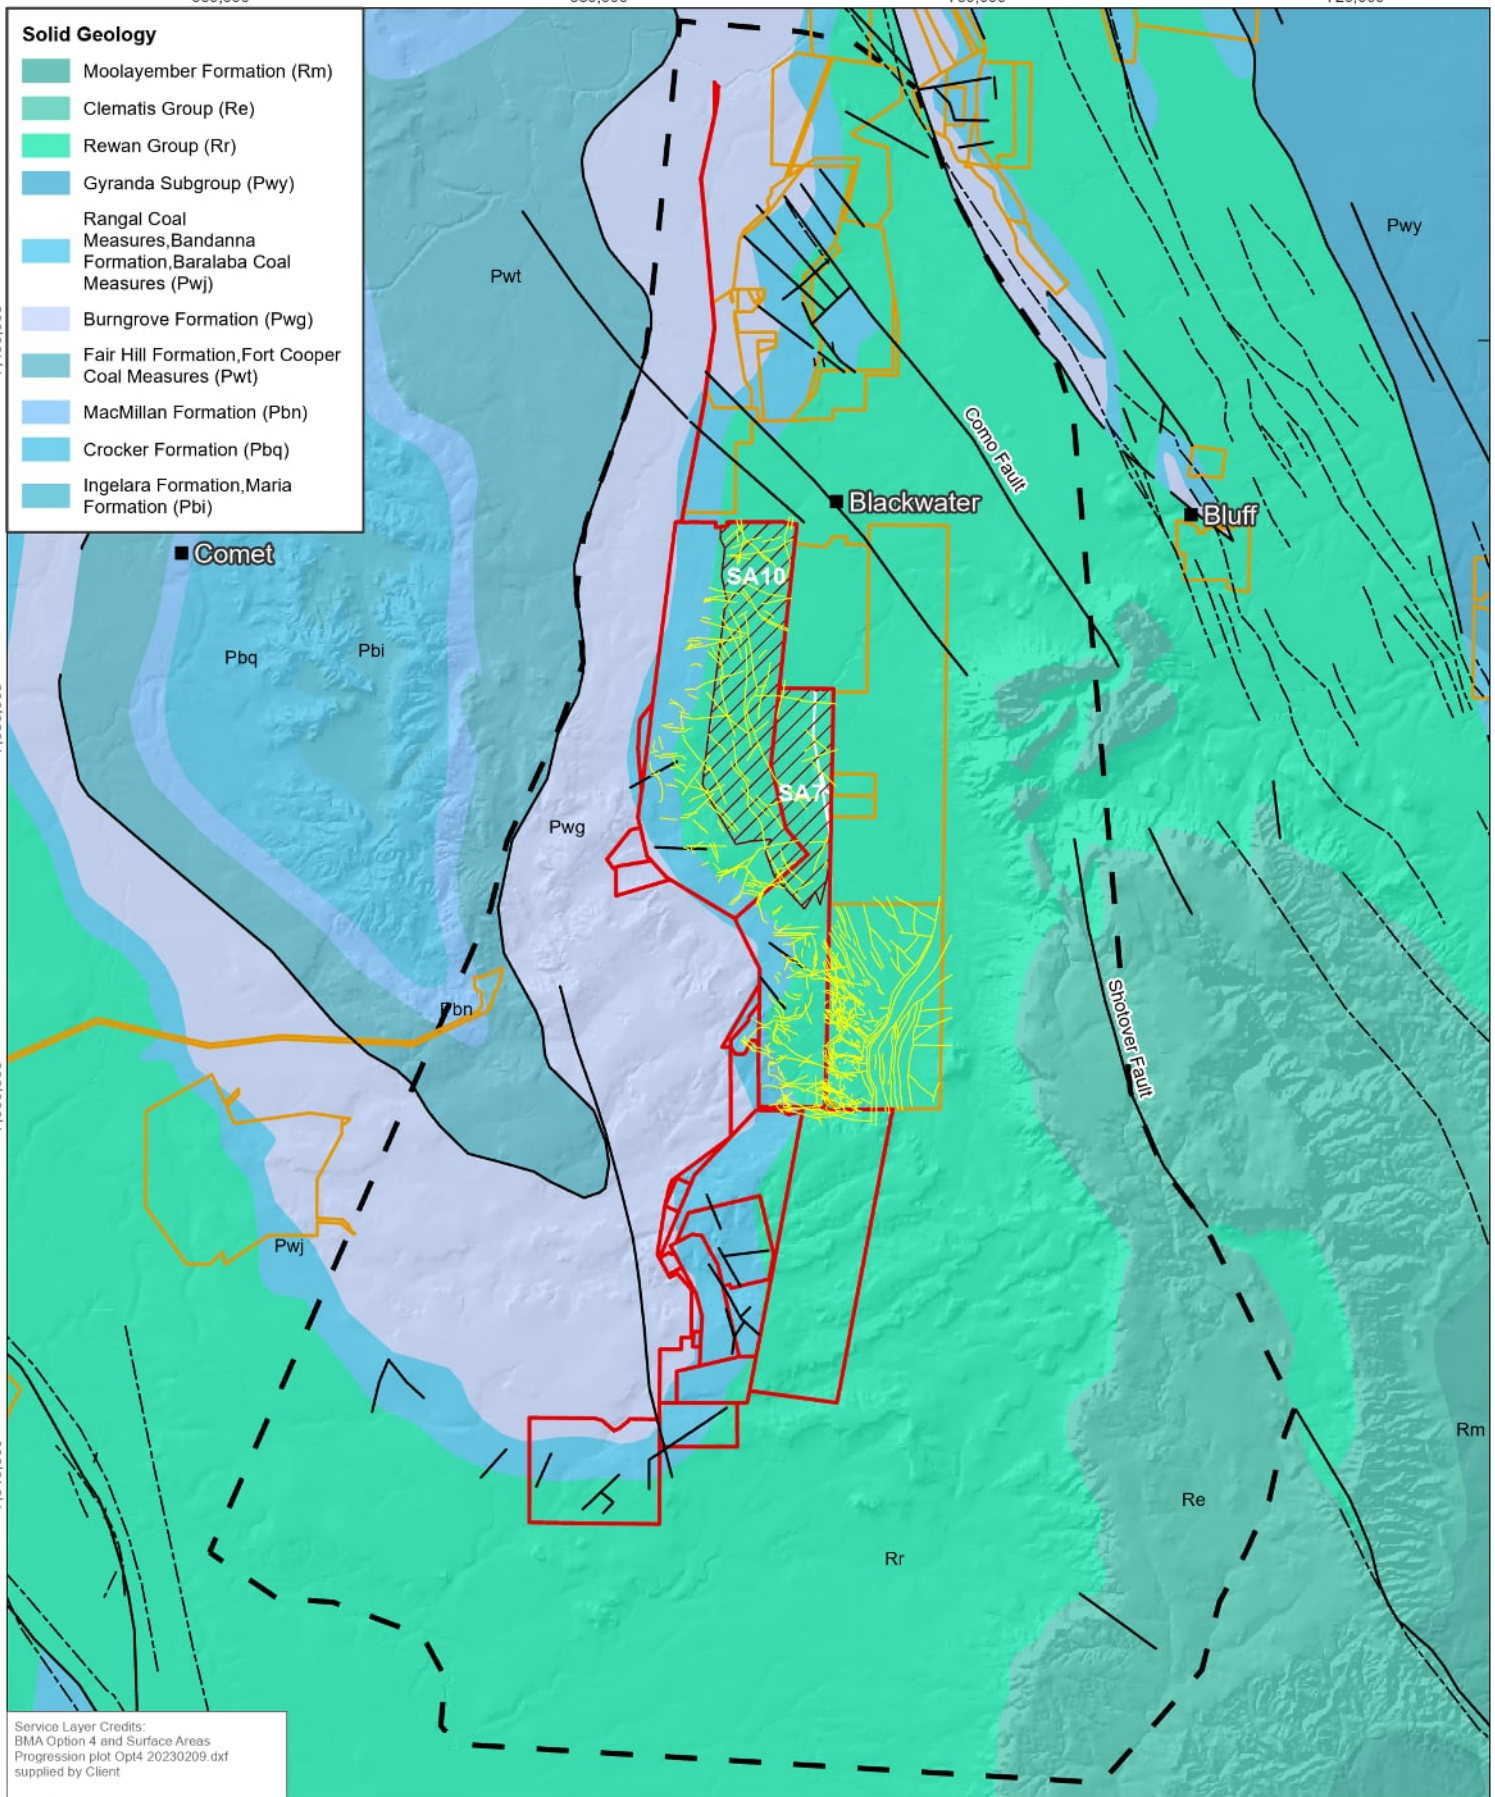 Solid Geology
Moolayember Formation (Rm)
Clematis Group (Re)
Rewan Group (Rr)
Gyranda Subgroup (Pwy)
Rangal Coal
Measures,Bandanna
Formation,Baralaba Coal
Measures (Pwj)
Burngrove Formation (Pwg)
Fair Hill Formation,Fort Cooper
Coal Measures (Pwt)
MacMillan Formation (Pbn)
Crocker Formation (Pbq)
Ingelara Formation,Maria
Formation (Pbi)
Pwy
Pwt
Como Fault
Blackwater
Bluff
Comet
SA10
Pbq
Pbi
SA7
Pwg
Pbn
Shotover Fault
Pwj
Rm
Re
Rr
Service Layer Credits:
BMA Option 4 and Surface Areas
Progression plot Opt4 20230209.dxf
supplied by Client